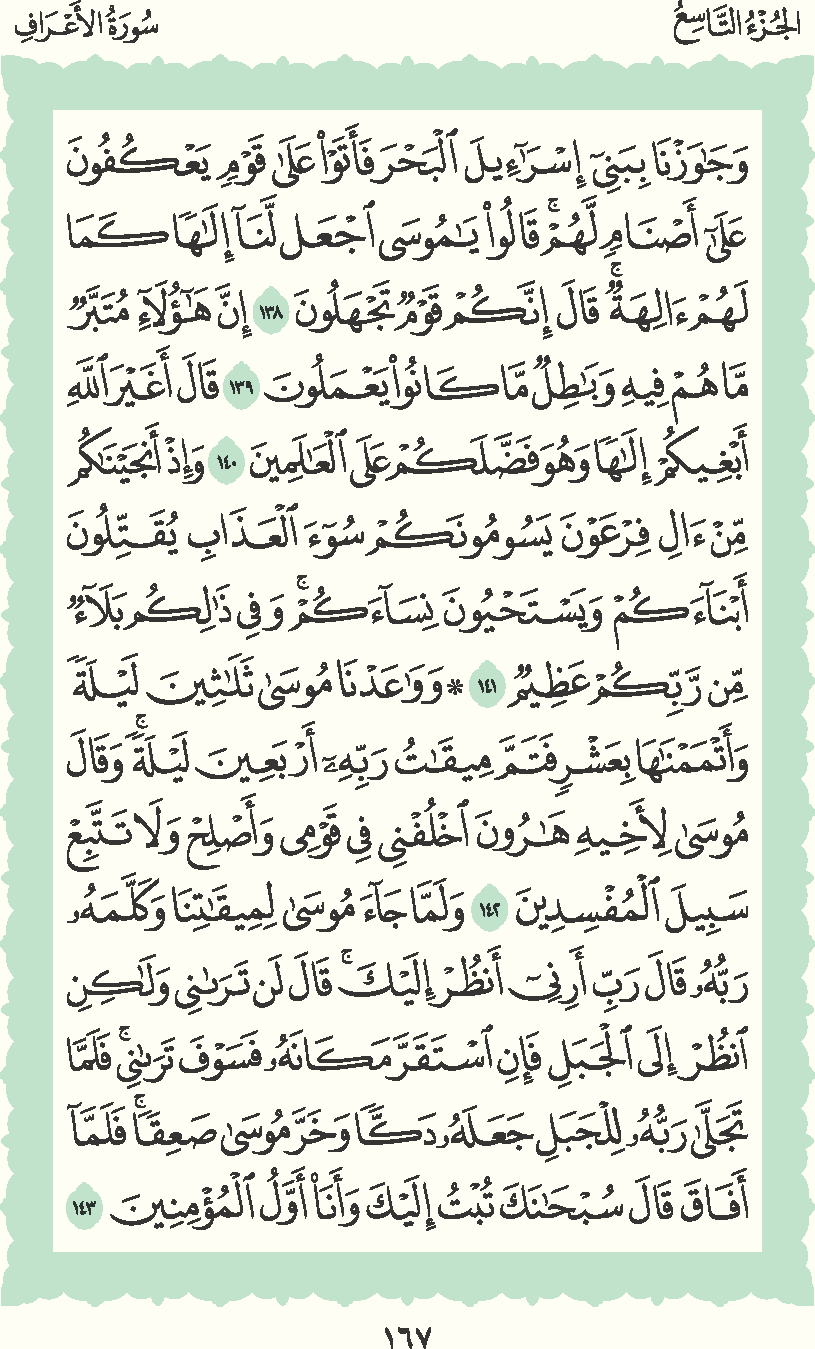 الجُزْءُ التَّاسِعُ
سُورَةُ الأَعْرَافِ
وَجَٰوَزْنَا بِبَنِىٓ إِسْرَٰٓءِيلَ ٱلْبَحْرَ فَأَتَوْا۟ عَلَىٰ قَوْمٍ يَعْكُفُونَ
عَلَىٰٓ أَصْنَامٍ لَّهُمْ ۚ قَالُوا۟ يَٰمُوسَى ٱجْعَل لَّنَآ إِلَٰهًا كَمَا
لَهُمْ ءَالِهَةٌ ۚ قَالَ إِنَّكُمْ قَوْمٌ تَجْهَلُونَ ١٣٨ إِنَّ هَٰٓؤُلَآءِ مُتَبَّرٌ
مَّا هُمْ فِيهِ وَبَٰطِلٌ مَّا كَانُوا۟ يَعْمَلُونَ ١٣٩ قَالَ أَغَيْرَ ٱللَّهِ
أَبْغِيكُمْ إِلَٰهًا وَهُوَ فَضَّلَكُمْ عَلَى ٱلْعَٰلَمِينَ ١٤٠ وَإِذْ أَنجَيْنَٰكُم
مِّنْ ءَالِ فِرْعَوْنَ يَسُومُونَكُمْ سُوٓءَ ٱلْعَذَابِ يُقَتِّلُونَ
أَبْنَآءَكُمْ وَيَسْتَحْيُونَ نِسَآءَكُمْ ۚ وَفِى ذَٰلِكُم بَلَآءٌ
مِّن رَّبِّكُمْ عَظِيمٌ ١٤١ * وَوَٰعَدْنَا مُوسَىٰ ثَلَٰثِينَ لَيْلَةً
وَأَتْمَمْنَٰهَا بِعَشْرٍ فَتَمَّ مِيقَٰتُ رَبِّهِۦٓ أَرْبَعِينَ لَيْلَةً ۚ وَقَالَ
مُوسَىٰ لِأَخِيهِ هَٰرُونَ ٱخْلُفْنِى فِى قَوْمِى وَأَصْلِحْ وَلَا تَتَّبِعْ
سَبِيلَ ٱلْمُفْسِدِينَ ١٤٢ وَلَمَّا جَآءَ مُوسَىٰ لِمِيقَٰتِنَا وَكَلَّمَهُۥ
رَبُّهُۥ قَالَ رَبِّ أَرِنِىٓ أَنظُرْ إِلَيْكَ ۚ قَالَ لَن تَرَىٰنِى وَلَٰكِنِ
ٱنظُرْ إِلَى ٱلْجَبَلِ فَإِنِ ٱسْتَقَرَّ مَكَانَهُۥ فَسَوْفَ تَرَىٰنِى ۚ فَلَمَّا
تَجَلَّىٰ رَبُّهُۥ لِلْجَبَلِ جَعَلَهُۥ دَكًّا وَخَرَّ مُوسَىٰ صَعِقًا ۚ فَلَمَّآ
أَفَاقَ قَالَ سُبْحَٰنَكَ تُبْتُ إِلَيْكَ وَأَنَا۠ أَوَّلُ ٱلْمُؤْمِنِينَ ١٤٣
١٦٧